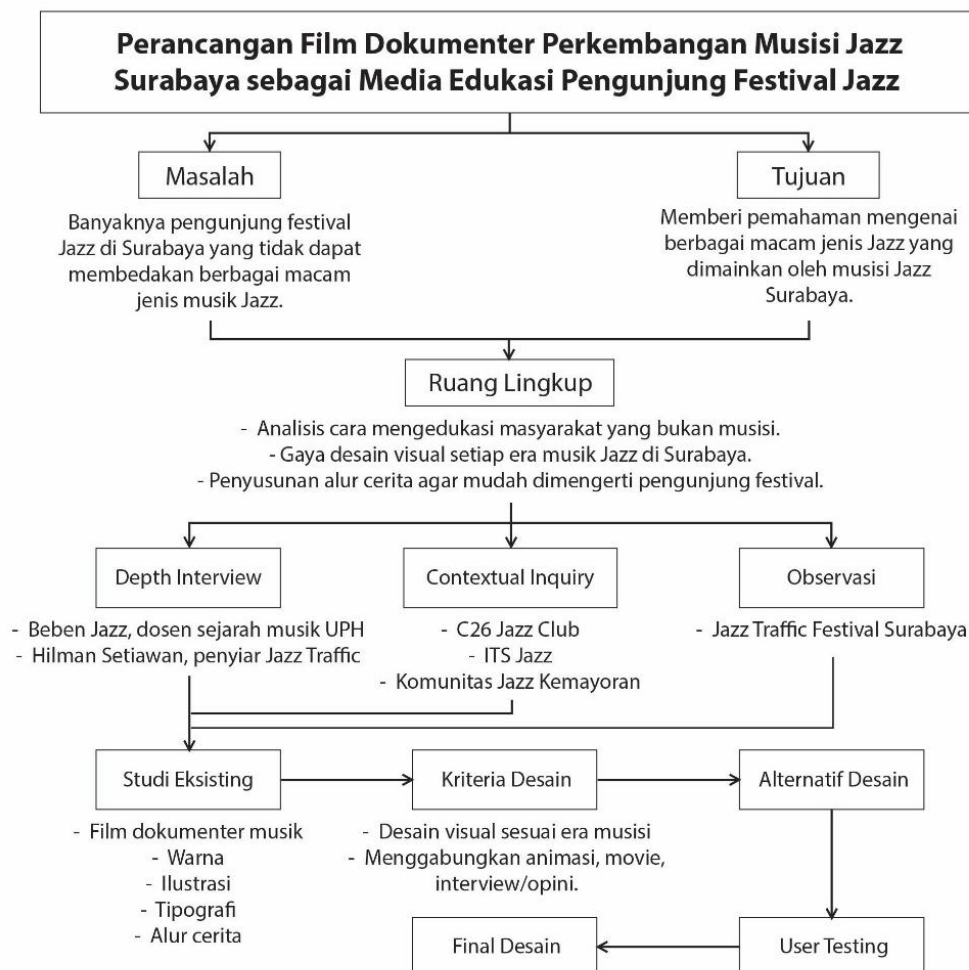 Perancangan Film Dokumenter Perkembangan Musisi Jazz
Surabaya sebagai Media Edukasi Pengunjung Festival Jazz
Masalah
Banyaknya pengunjung festival
Jazz di Surabaya yang tidak dapat
membedakan berbagai macam
jenis musik Jazz.
Tujuan
Memberi pemahaman mengenai
berbagai macam jenis Jazz yang
dimainkan oleh musisi Jazz
Surabaya.
Ruang Lingkup
- Analisis cara mengedukasi masyarakat yang bukan musisi.
- Gaya desain visual setiap era musik Jazz di Surabaya.
- Penyusunan alur cerita agar mudah dimengerti pengunjung festival.
Depth Interview
- Beben Jazz, dosen sejarah musik UPH
- Hilman Setiawan, penyiar Jazz Traffic
Contextual Inquiry
- C26 Jazz Club
- ITS Jazz
- Komunitas Jazz Kemayoran
Observasi
- Jazz Traffic Festival Surabaya
Studi Eksisting
- Film dokumenter musik
- Warna
- Ilustrasi
- Tipografi
- Alur cerita
Kriteria Desain
- Desain visual sesuai era musisi
- Menggabungkan animasi, movie,
interview/opini.
Alternatif Desain
User Testing
Final Desain